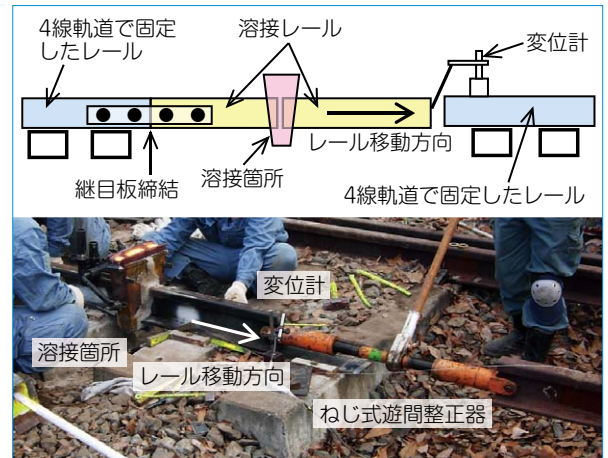 4線軌道で固定
したレール
溶接レール
変位計
レール移動方向
溶接箇所
継目板締結
4線軌道で固定したレール
変位計
溶接箇所
レール移動方向
ねじ式遊間整正器